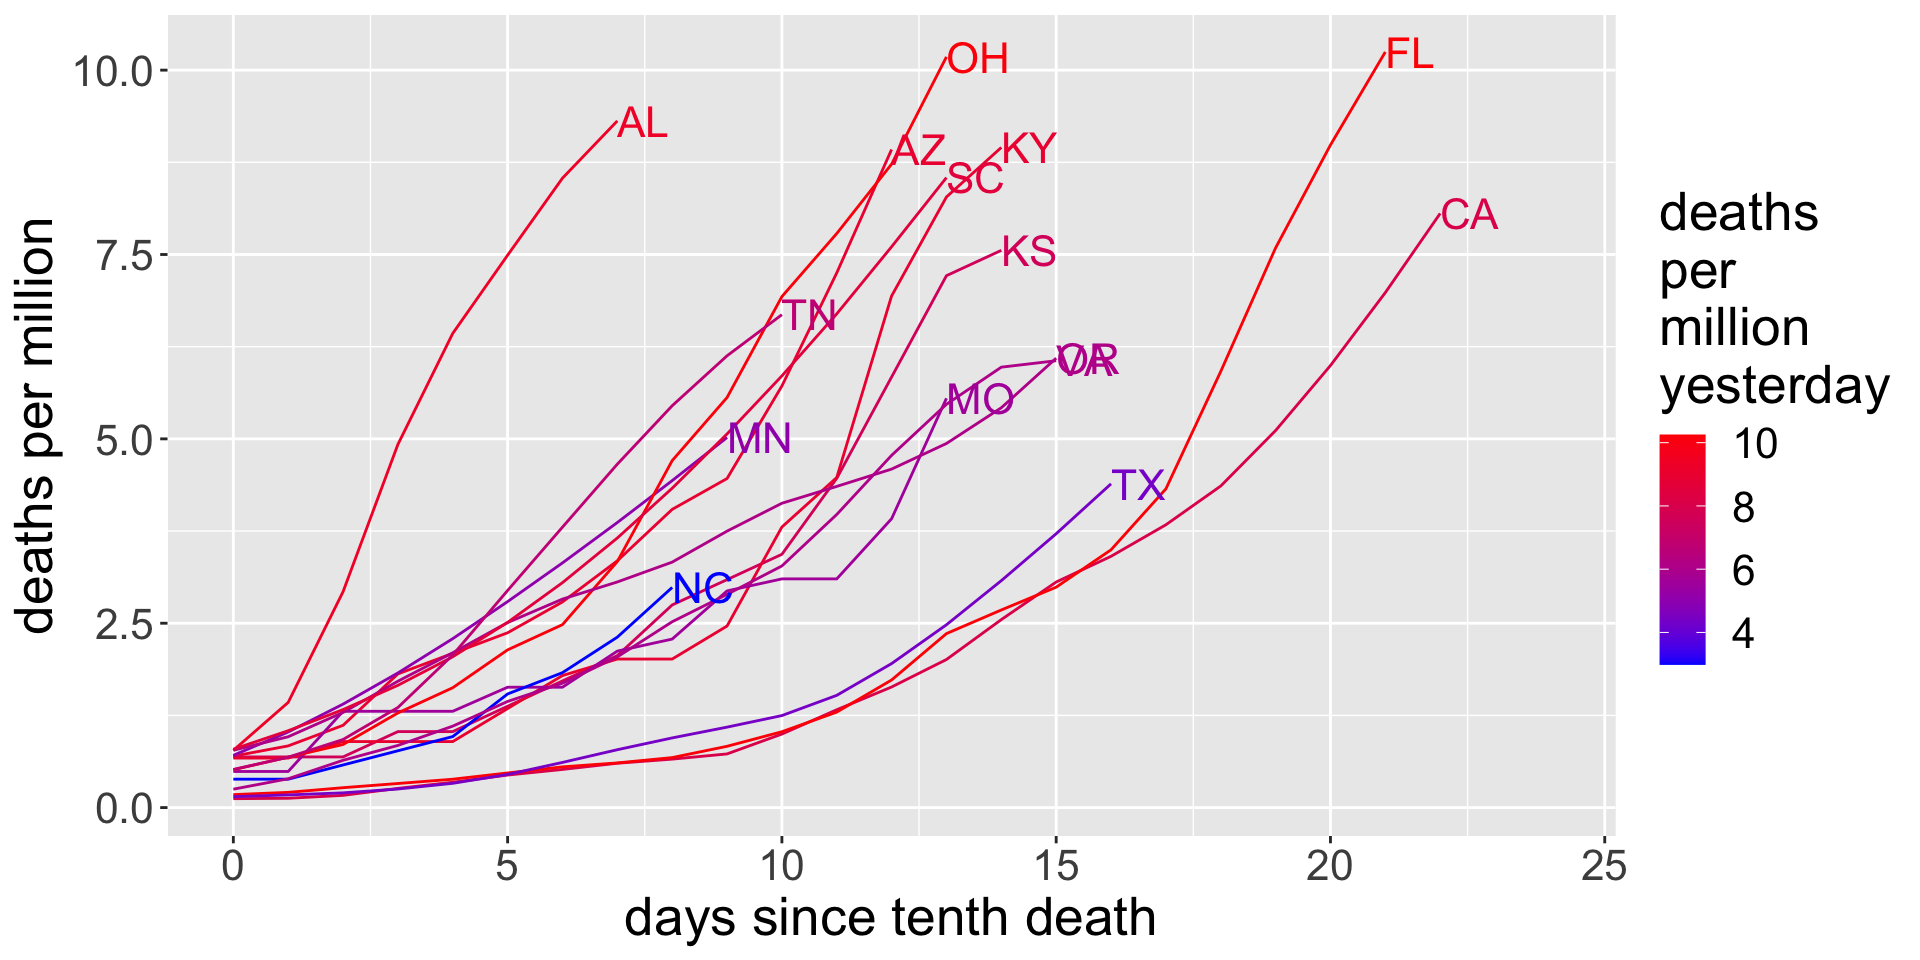 OH
FL
AL
AZ
KY
SC
CA
KS
TN
OR
VA
MO
MN
TX
NC
10.0
7.5
5.0
2.5
0.0
0
5
10
15
20
25
days since tenth death
deaths per million
deaths
per
million
yesterday
10
8
6
4